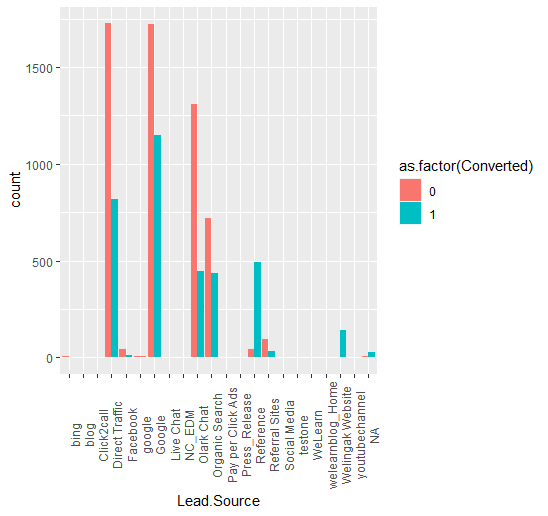 1500
1000
500
0
count
bing
blog
Click2call
Direct Traffic
Facebook
google
Google
Live Chat
NC_EDM
Olark Chat
Organic Search
Pay per Click Ads
Press_Release
Reference
Referral Sites
Social Media
testone
WeLearn
welearnblog_Home
Welingak Website
youtubechannel
NA
Lead.Source
as.factor(Converted)
0
1